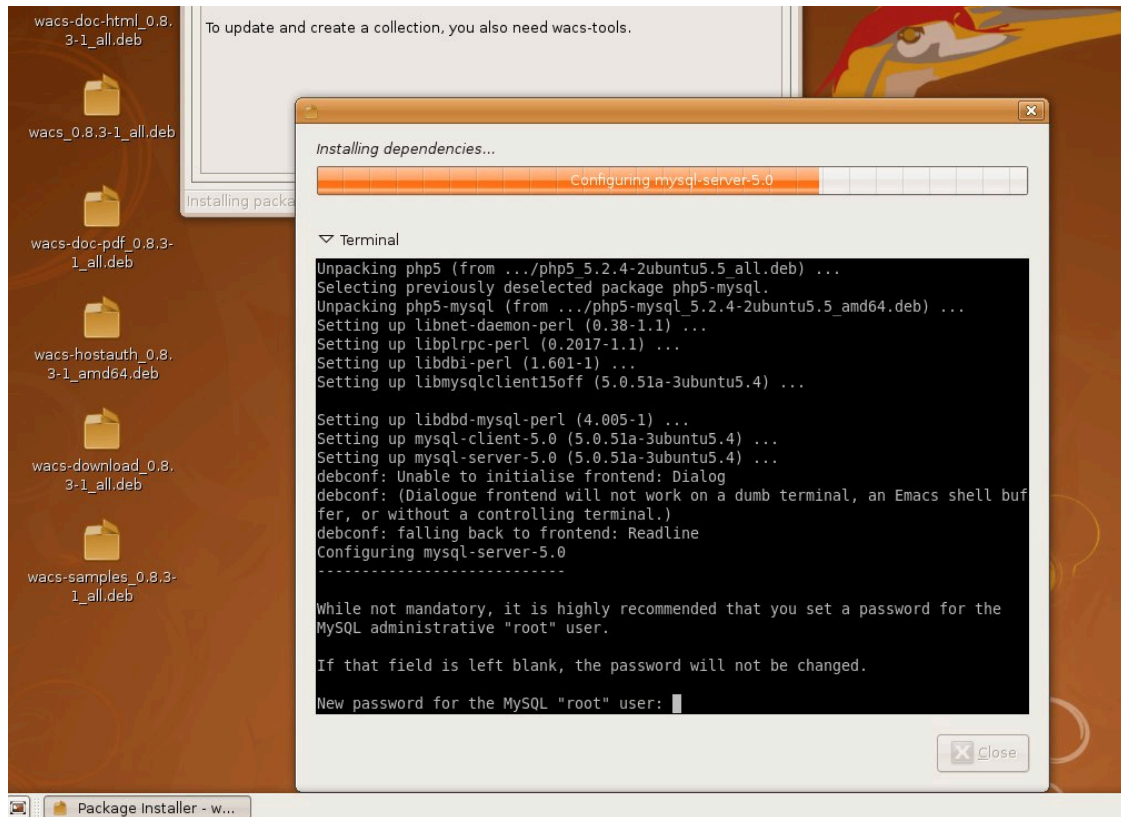 wacs-doc-html_0.8.
3-1_all.deb
wacs_0.8.3-1_all.deb
wacs-doc-pdf_0.8.3-
1_all.deb
wacs-hostauth_0.8.
3-1_amd64.deb
wacs-download_0.8.
3-1_all.deb
wacs-samples_0.8.3-
1_all.deb
To update and create a collection, you also need wacs-tools.
Installing packa
Installing dependencies...
Configuring mysql-server-5.0
Terminal
Unpacking php5 (from .../php5_5.2.4-2ubuntu5.5_all.deb) ...
Selecting previously deselected package php5-mysql.
Unpacking php5-mysql (from .../php5-mysql_5.2.4-2ubuntu5.5_amd64.deb) ...
Setting up libnet-daemon-perl (0.38-1.1) ...
Setting up libplrpc-perl (0.2017-1.1) ...
Setting up libdbi-perl (1.601-1) ...
Setting up libmysqlclient15off (5.0.51a-3ubuntu5.4) ...
Setting up libdbd-mysql-perl (4.005-1) ...
Setting up mysql-client-5.0 (5.0.51a-3ubuntu5.4) ...
Setting up mysql-server-5.0 (5.0.51a-3ubuntu5.4) ...
debconf: Unable to initialise frontend: Dialog
debconf: (Dialogue frontend will not work on a dumb terminal, an Emacs shell buf
fer, or without a controlling terminal.)
debconf: falling back to frontend: Readline
Configuring mysql-server-5.0
----------------------------
While not mandatory, it is highly recommended that you set a password for the
MySQL administrative "root" user.
If that field is left blank, the password will not be changed.
New password for the MySQL "root" user:
Close
Package Installer - w...